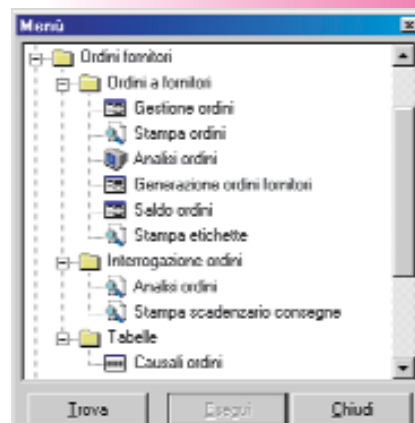 Menù
Ordini fornitori
Ordini a fornitori
Gestione ordini
Stampa ordini
Analisi ordini
Generazione ordini fornitori
Saldo ordini
Stampa etichette
Interrogazione ordini
Analisi ordini
Stampa scadenzario consegne
Tabelle
Causali ordini
Trova Esegui Chiudi